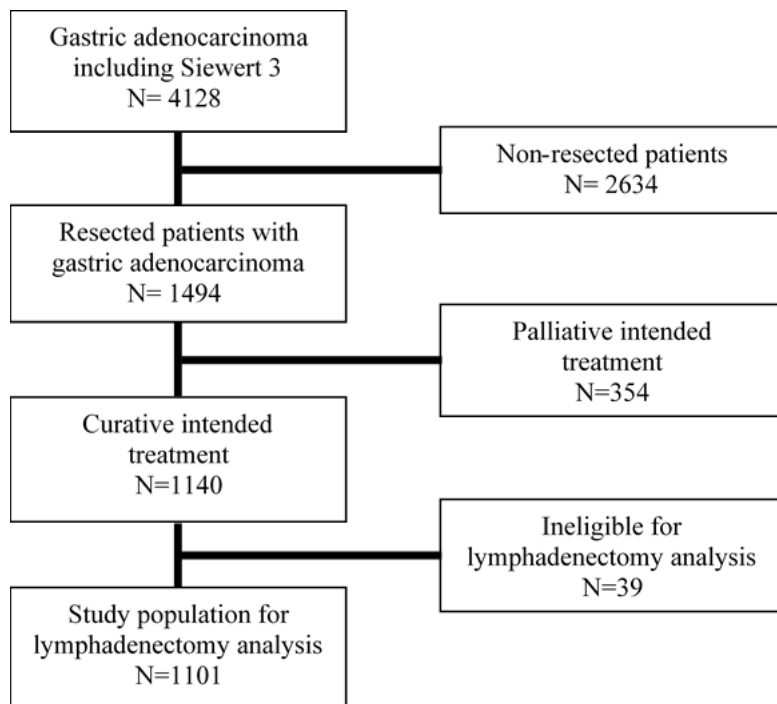 Gastric adenocarcinoma
including Siewert 3
N= 4128
Non-resected patients
N= 2634
Resected patients with
gastric adenocarcinoma
N= 1494
Palliative intended
treatment
N=354
Curative intended
treatment
N=1140
Ineligible for
lymphadenectomy analysis
N=39
Study population for
lymphadenectomy analysis
N=1101